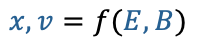 x, v = f(E, B)